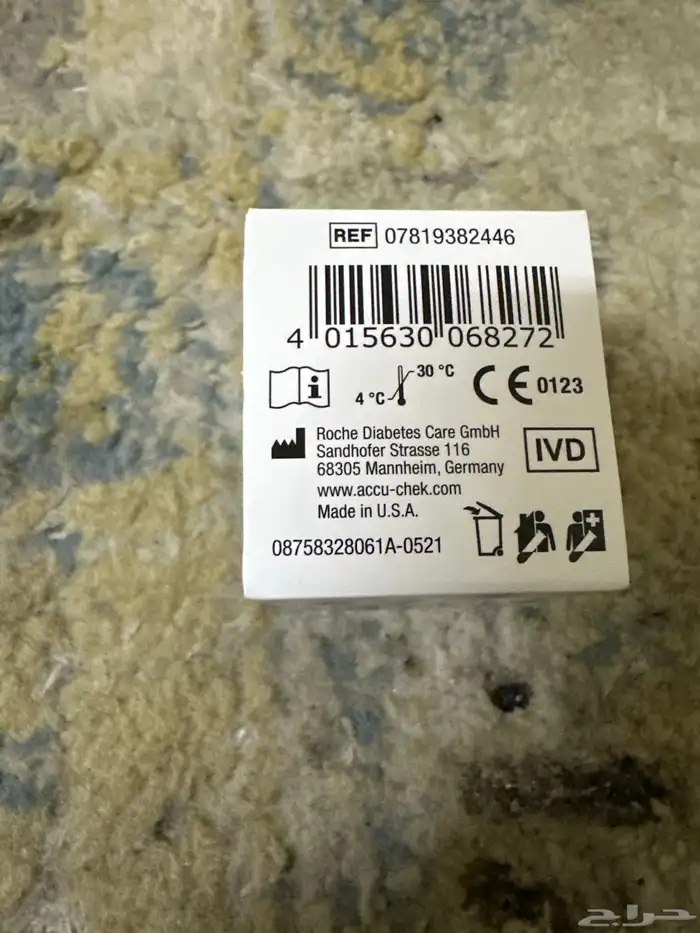 REF 07819382446
4 015630 068272
4 °C 30 °C
CE 0123
Roche Diabetes Care GmbH
Sandhofer Strasse 116
68305 Mannheim, Germany
www.accu-chek.com
Made in U.S.A.
IVD
08758328061A-0521
حراج